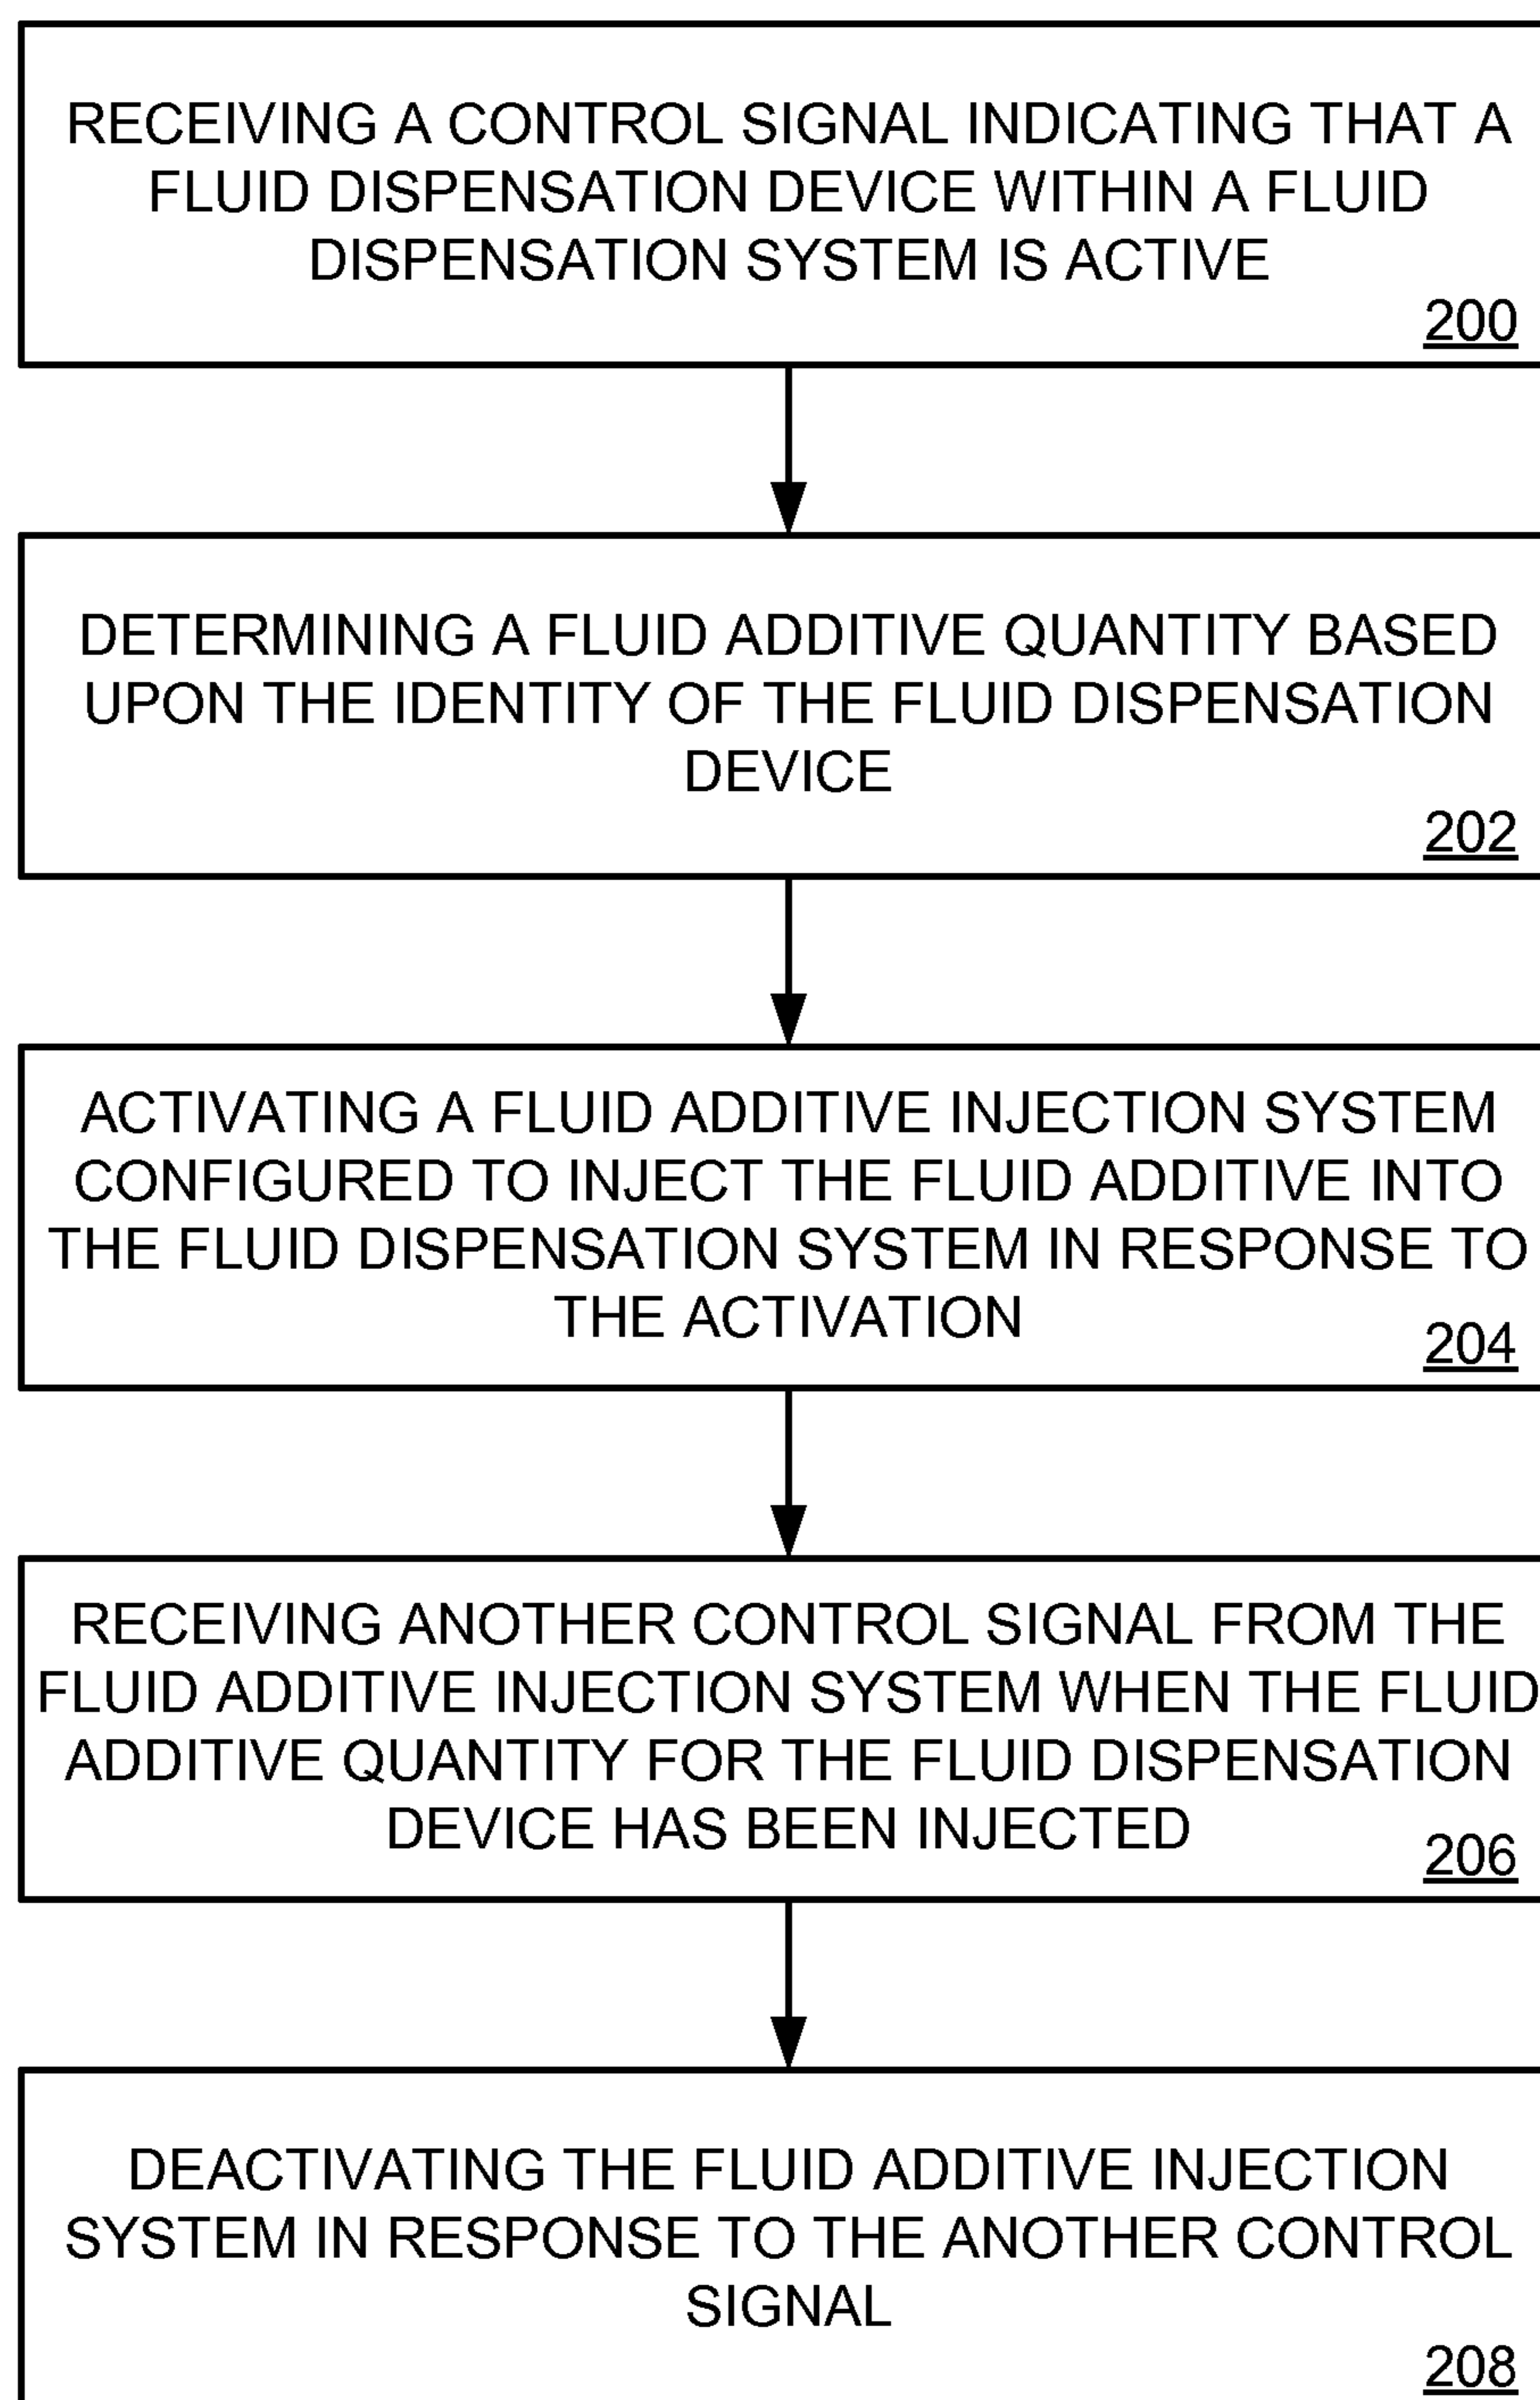 RECEIVING A CONTROL SIGNAL INDICATING THAT A
FLUID DISPENSATION DEVICE WITHIN A FLUID
DISPENSATION SYSTEM IS ACTIVE
200
DETERMINING A FLUID ADDITIVE QUANTITY BASED
UPON THE IDENTITY OF THE FLUID DISPENSATION
DEVICE
202
ACTIVATING A FLUID ADDITIVE INJECTION SYSTEM
CONFIGURED TO INJECT THE FLUID ADDITIVE INTO
THE FLUID DISPENSATION SYSTEM IN RESPONSE TO
THE ACTIVATION
204
RECEIVING ANOTHER CONTROL SIGNAL FROM THE
FLUID ADDITIVE INJECTION SYSTEM WHEN THE FLUID
ADDITIVE QUANTITY FOR THE FLUID DISPENSATION
DEVICE HAS BEEN INJECTED
206
DEACTIVATING THE FLUID ADDITIVE INJECTION
SYSTEM IN RESPONSE TO THE ANOTHER CONTROL
SIGNAL
208